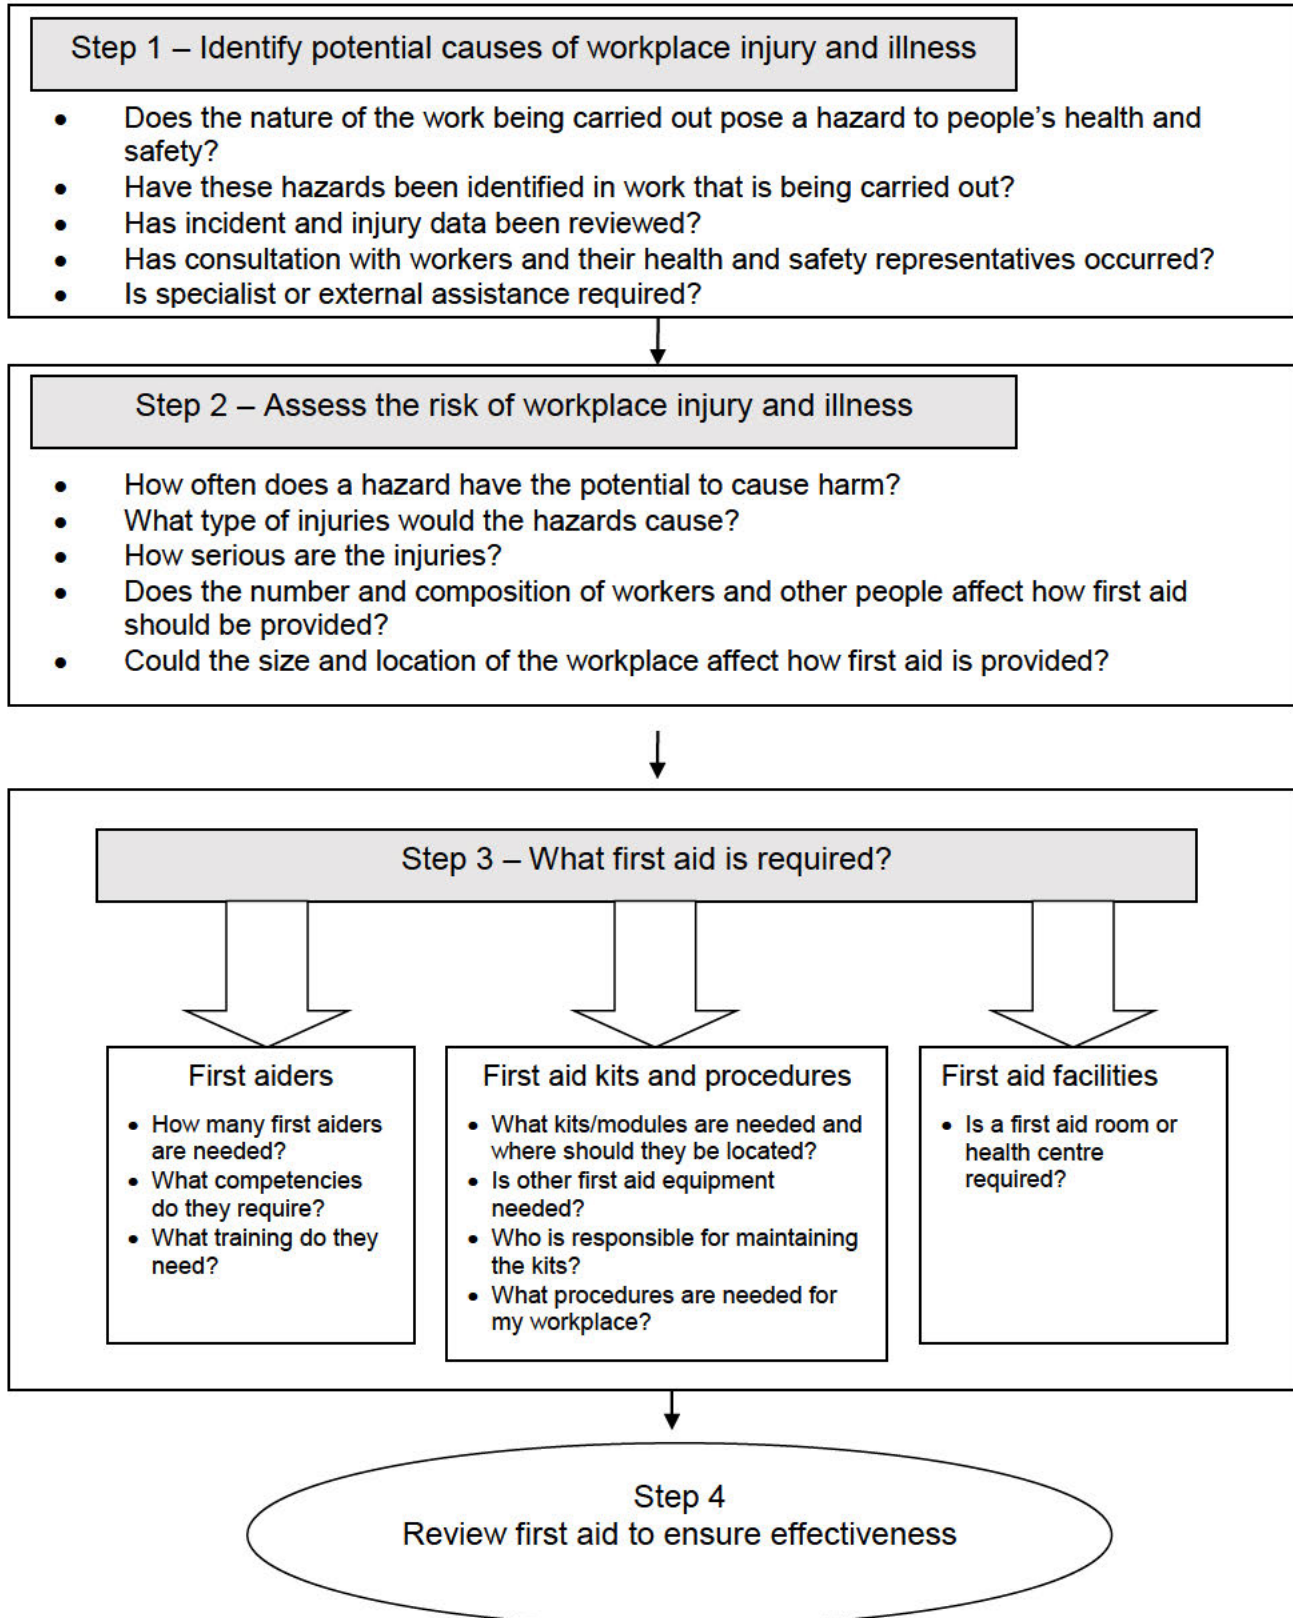 Step 1 – Identify potential causes of workplace injury and illness
• Does the nature of the work being carried out pose a hazard to people's health and
safety?
• Have these hazards been identified in work that is being carried out?
• Has incident and injury data been reviewed?
• Has consultation with workers and their health and safety representatives occurred?
• Is specialist or external assistance required?
Step 2 – Assess the risk of workplace injury and illness
• How often does a hazard have the potential to cause harm?
• What type of injuries would the hazards cause?
• How serious are the injuries?
• Does the number and composition of workers and other people affect how first aid
should be provided?
• Could the size and location of the workplace affect how first aid is provided?
Step 3 – What first aid is required?
First aiders
• How many first aiders
are needed?
• What competencies
do they require?
• What training do they
need?
First aid kits and procedures
• What kits/modules are needed and
where should they be located?
• Is other first aid equipment
needed?
• Who is responsible for maintaining
the kits?
• What procedures are needed for
my workplace?
First aid facilities
• Is a first aid room or
health centre
required?
Step 4
Review first aid to ensure effectiveness